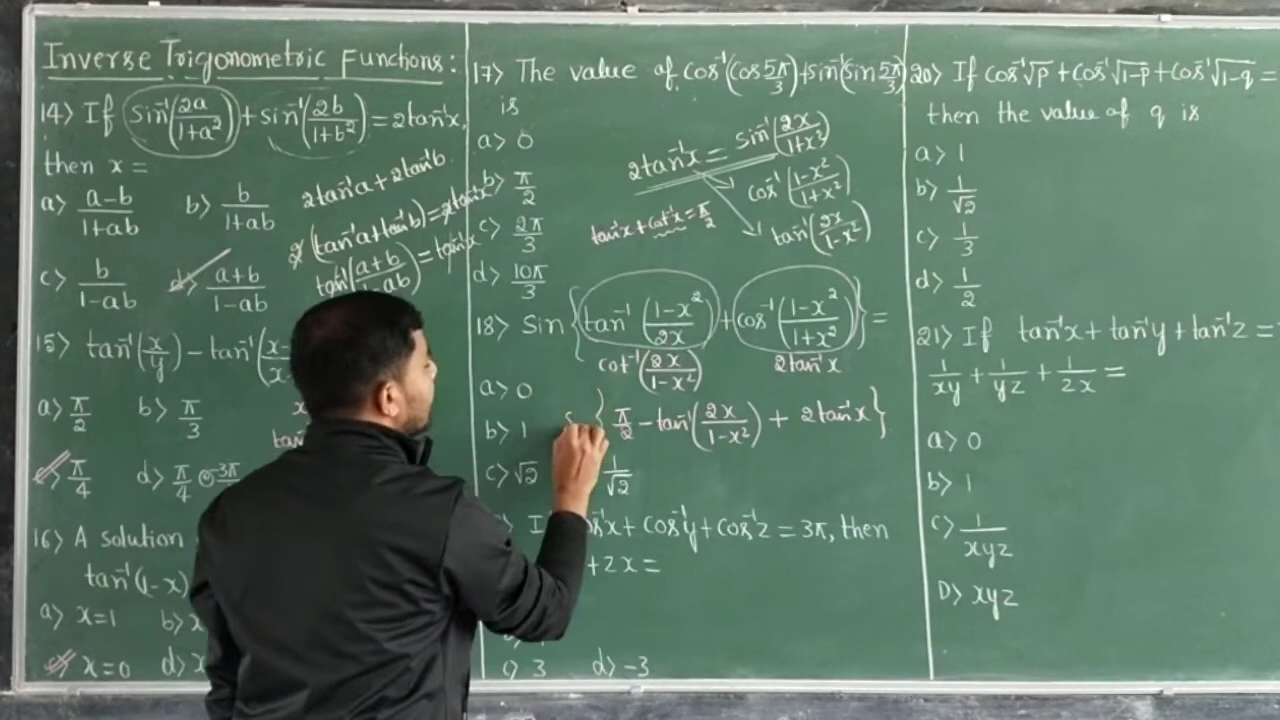 Inverse Trigonometric Functions:
14> If sin⁻¹(2a/1+a²) + sin⁻¹(2b/1+b²) = 2tan⁻¹x,
then x =
2tan⁻¹a + 2tan⁻¹b
a> a-b/1+ab b> b/1+ab
2(tan⁻¹a + tan⁻¹b) = 2tan⁻¹x
c> b/1-ab d> a+b/1-ab
tan⁻¹(a+b/1-ab) = tan⁻¹x
15> tan⁻¹(x/y) - tan⁻¹(x-
a> π/2 b> π/3
c> π/4 d> π/4 or -3π
16> A solution
tan⁻¹(1-x)
a> x=1 b> x
c> x=0 d> x
17> The value of cos⁻¹(cos 5π/3) + sin⁻¹(sin 5π/3)
is
a> 0
b> π/2
c> 2π/3
d> 10π/3
2tan⁻¹x = sin⁻¹(2x/1+x²)
cos⁻¹(1-x²/1+x²)
tan⁻¹(2x/1-x²)
tan⁻¹x + cot⁻¹x = π/2
18> Sin{tan⁻¹(1-x²/2x) + cos⁻¹(1-x²/1+x²)} =
cot⁻¹(2x/1-x²) 2tan⁻¹x
a> 0
{π/2 - tan⁻¹(2x/1-x²) + 2tan⁻¹x}
b> 1
c> √2 1/√2
cos⁻¹x + cos⁻¹y + cos⁻¹z = 3π, then
+ zx =
c> 3 d> -3
20> If cos⁻¹√p + cos⁻¹√1-p + cos⁻¹√1-q =
then the value of q is
a> 1
b> 1/√2
c> 1/3
d> 1/2
21> If tan⁻¹x + tan⁻¹y + tan⁻¹z =
1/xy + 1/yz + 1/zx =
a> 0
b> 1
c> 1/xyz
D> xyz